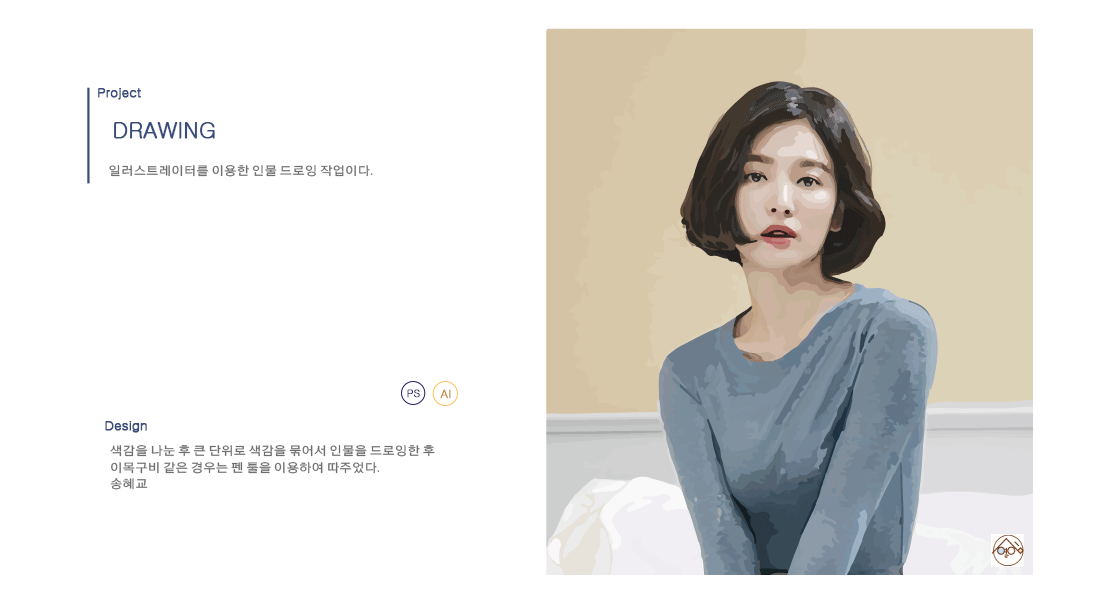 Project
DRAWING
일러스트레이터를 이용한 인물 드로잉 작업이다.
PS AI
Design
색감을 나눈 후 큰 단위로 색감을 묶어서 인물을 드로잉한 후
이목구비 같은 경우는 펜 툴을 이용하여 따주었다.
송혜교